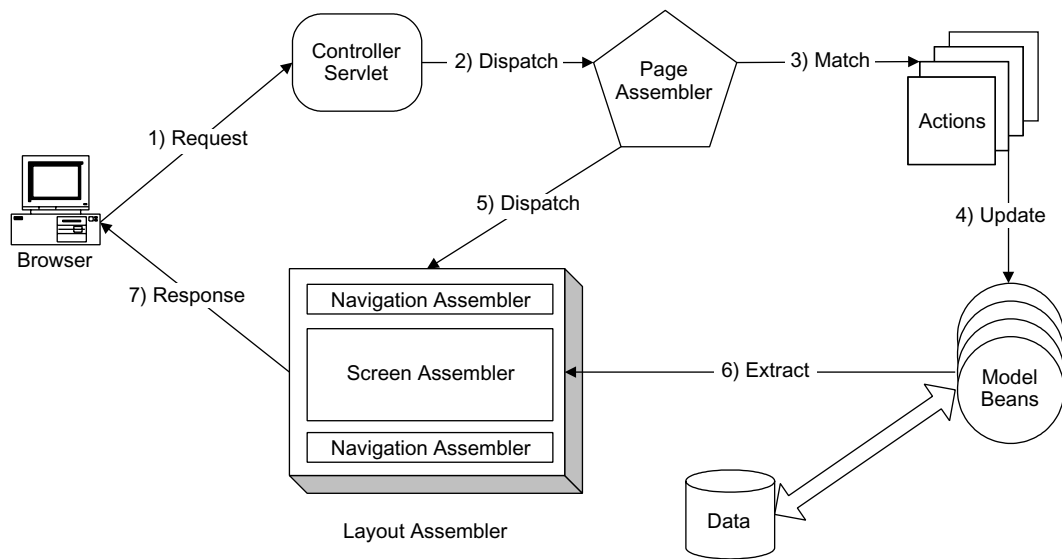 Controller
Servlet
2) Dispatch
Page
Assembler
3) Match
Actions
1) Request
Browser
5) Dispatch
4) Update
7) Response
Navigation Assembler
Screen Assembler
Navigation Assembler
6) Extract
Model
Beans
Data
Layout Assembler